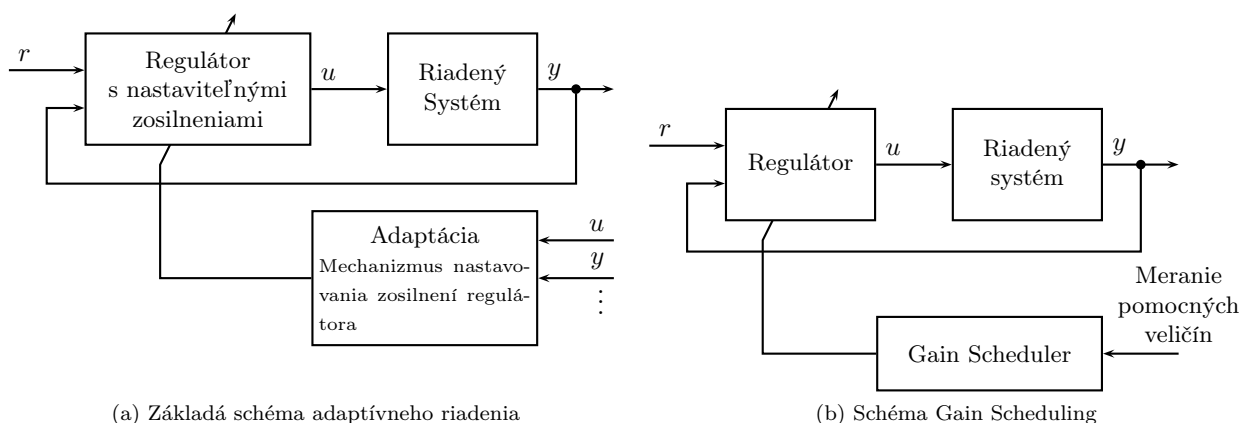 r
Regulátor
s nastaviteľnými
zosilneniami
u
Riadený
Systém
y
Adaptácia
Mechanizmus nastavo-
vania zosilnení regulá-
tora
u
y
⋮
(a) Základá schéma adaptívneho riadenia
r
Regulátor
u
Riadený
systém
y
Gain Scheduler
Meranie
pomocných
veličín
(b) Schéma Gain Scheduling